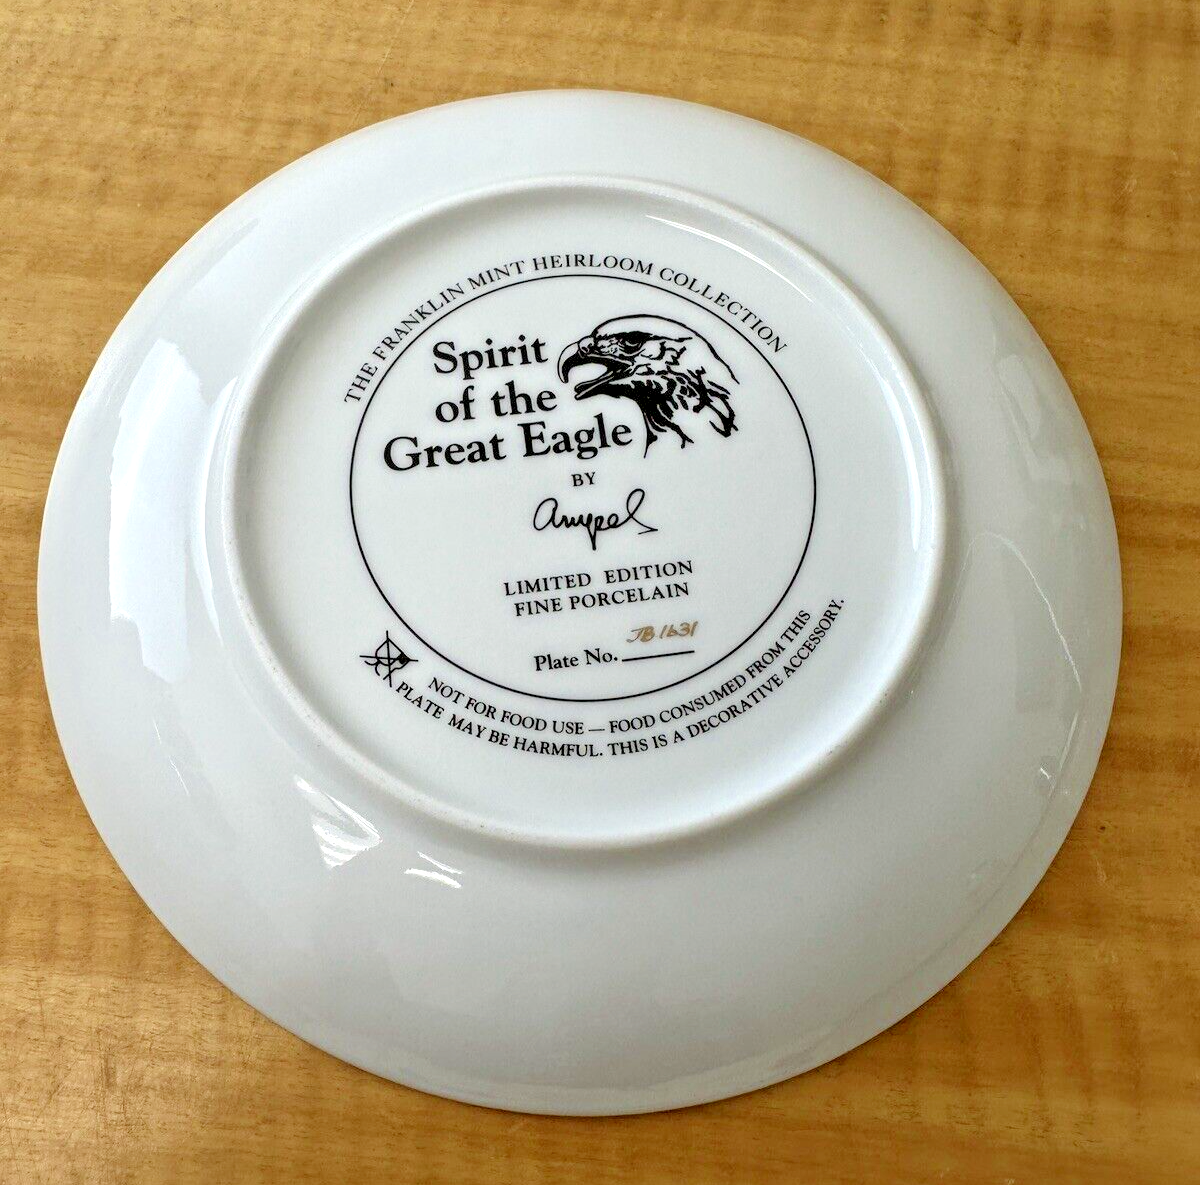 THE FRANKLIN MINT HEIRLOOM COLLECTION
Spirit
of the
Great Eagle
BY
LIMITED EDITION
FINE PORCELAIN
JB1631
Plate No.
NOT FOR FOOD USE — FOOD CONSUMED FROM THIS
PLATE MAY BE HARMFUL. THIS IS A DECORATIVE ACCESSORY.